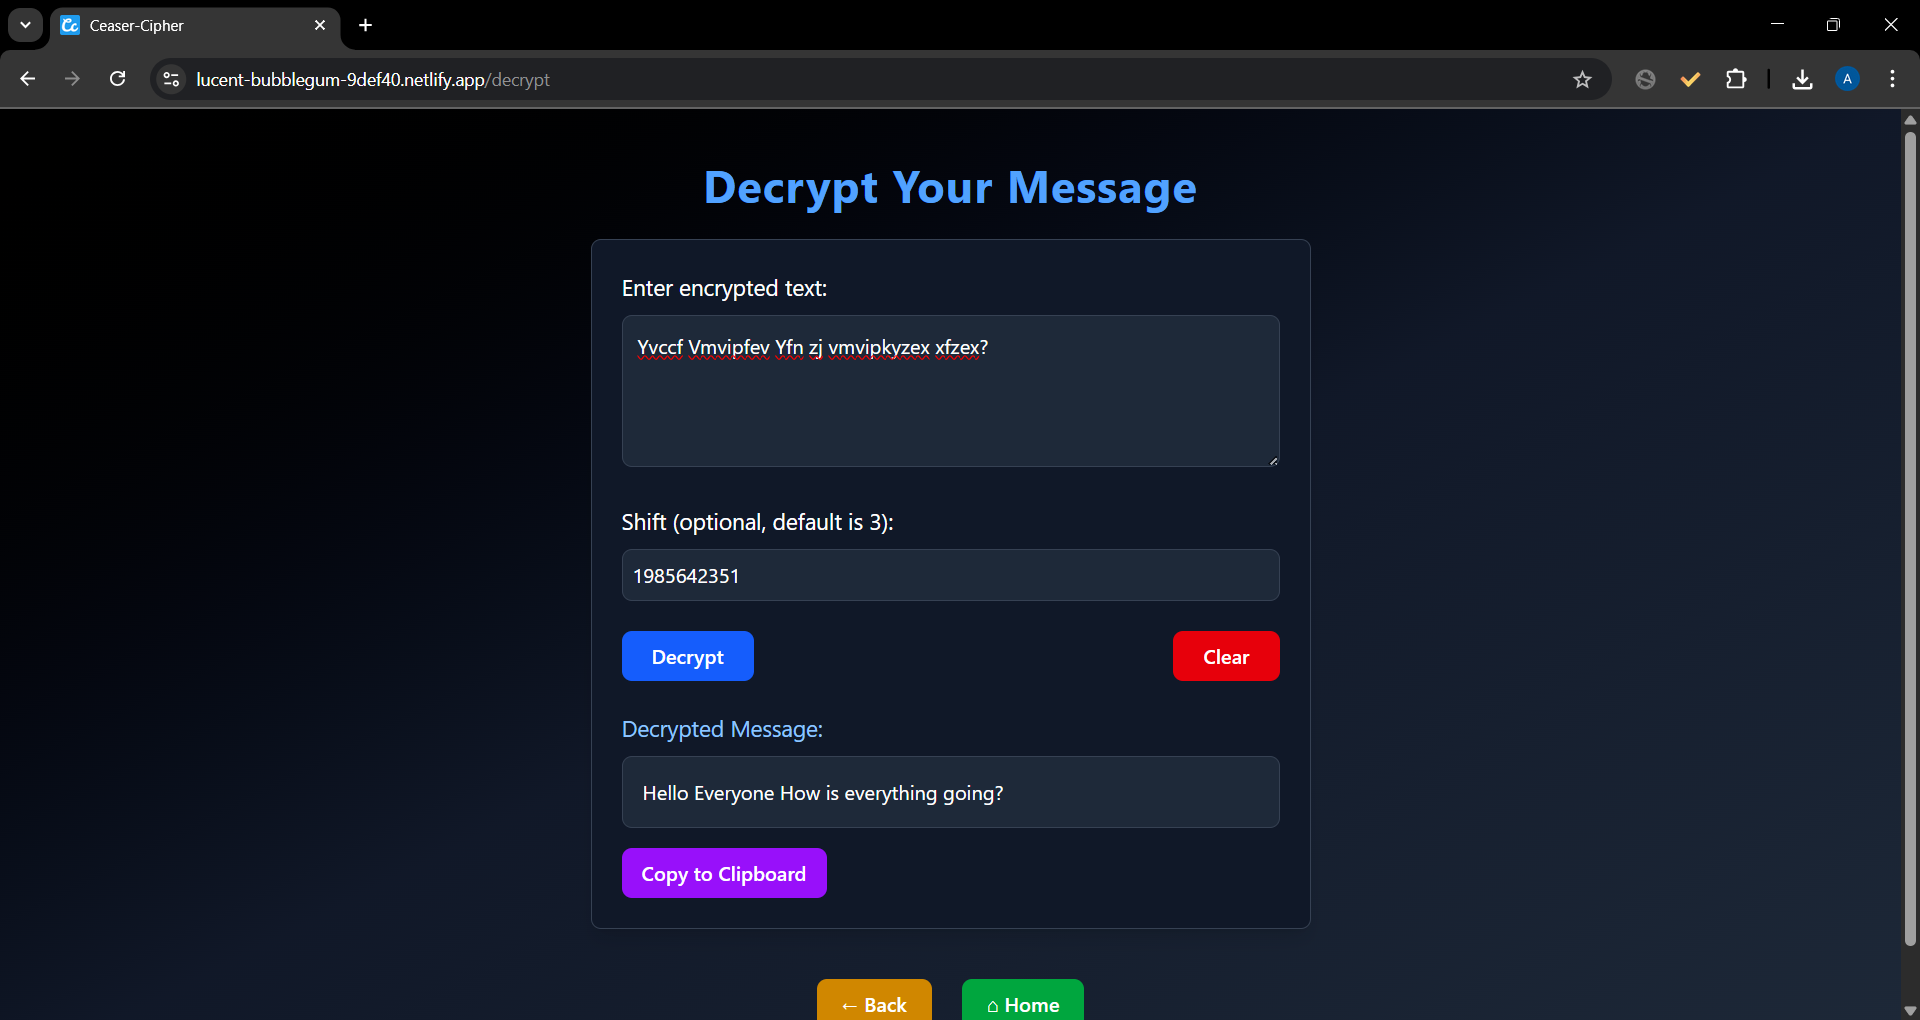 Ceaser-Cipher
lucent-bubblegum-9def40.netlify.app/decrypt
A
Decrypt Your Message
Enter encrypted text:
Yvccf Vmvipfev Yfn zj vmvipkyzex xfzex?
Shift (optional, default is 3):
1985642351
Decrypt
Clear
Decrypted Message:
Hello Everyone How is everything going?
Copy to Clipboard
← Back
⌂ Home